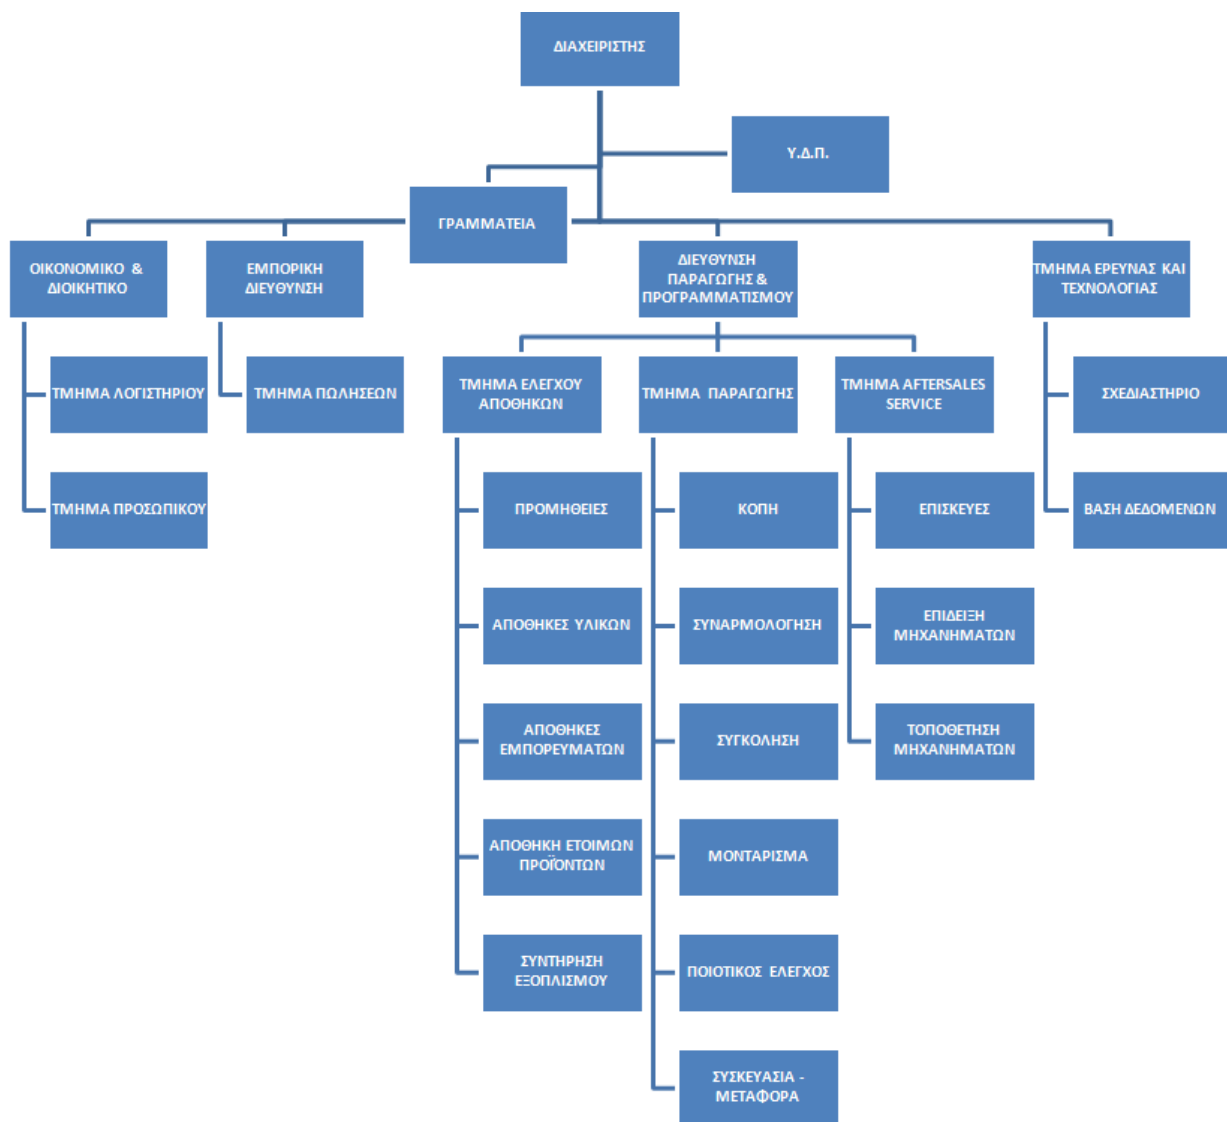 ΔΙΑΧΕΙΡΙΣΤΗΣ
Υ.Δ.Π.
ΓΡΑΜΜΑΤΕΙΑ
ΟΙΚΟΝΟΜΙΚΟ &
ΔΙΟΙΚΗΤΙΚΟ
ΕΜΠΟΡΙΚΗ
ΔΙΕΥΘΥΝΣΗ
ΔΙΕΥΘΥΝΣΗ
ΠΑΡΑΓΩΓΗΣ &
ΠΡΟΓΡΑΜΜΑΤΙΣΜΟΥ
ΤΜΗΜΑ ΕΡΕΥΝΑΣ ΚΑΙ
ΤΕΧΝΟΛΟΓΙΑΣ
ΤΜΗΜΑ ΛΟΓΙΣΤΗΡΙΟΥ
ΤΜΗΜΑ ΠΩΛΗΣΕΩΝ
ΤΜΗΜΑ ΕΛΕΓΧΟΥ
ΑΠΟΘΗΚΩΝ
ΤΜΗΜΑ ΠΑΡΑΓΩΓΗΣ
ΤΜΗΜΑ AFTERSALES
SERVICE
ΣΧΕΔΙΑΣΤΗΡΙΟ
ΤΜΗΜΑ ΠΡΟΣΩΠΙΚΟΥ
ΠΡΟΜΗΘΕΙΕΣ
ΚΟΠΗ
ΕΠΙΣΚΕΥΕΣ
ΒΑΣΗ ΔΕΔΟΜΕΝΩΝ
ΑΠΟΘΗΚΕΣ ΥΛΙΚΩΝ
ΣΥΝΑΡΜΟΛΟΓΗΣΗ
ΕΠΙΔΕΙΞΗ
ΜΗΧΑΝΗΜΑΤΩΝ
ΑΠΟΘΗΚΕΣ
ΕΜΠΟΡΕΥΜΑΤΩΝ
ΣΥΓΚΟΛΗΣΗ
ΤΟΠΟΘΕΤΗΣΗ
ΜΗΧΑΝΗΜΑΤΩΝ
ΑΠΟΘΗΚΗ ΕΤΟΙΜΩΝ
ΠΡΟΪΌΝΤΩΝ
ΜΟΝΤΑΡΙΣΜΑ
ΣΥΝΤΗΡΗΣΗ
ΕΞΟΠΛΙΣΜΟΥ
ΠΟΙΟΤΙΚΟΣ ΕΛΕΓΧΟΣ
ΣΥΣΚΕΥΑΣΙΑ -
ΜΕΤΑΦΟΡΑ